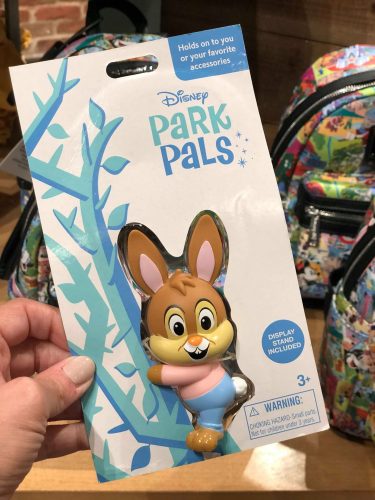 Holds on to you
or your favorite
accessories
Disney
PARK
PALS
DISPLAY
STAND
INCLUDED
3+
WARNING:
CHOKING HAZARD-Small parts.
Not for children under 3 years.